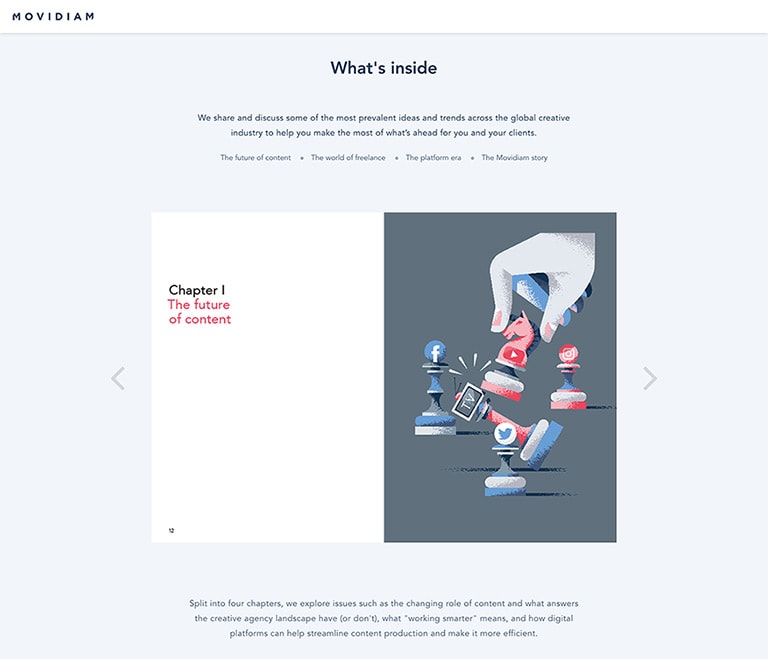 MOVIDIAM
What's inside
We share and discuss some of the most prevalent ideas and trends across the global creative
industry to help you make the most of what's ahead for you and your clients.
The future of content • The world of freelance • The platform era • The Movidiam story
Chapter I
The future
of content
TV
12
Split into four chapters, we explore issues such as the changing role of content and what answers
the creative agency landscape have (or don't), what "working smarter" means, and how digital
platforms can help streamline content production and make it more efficient.